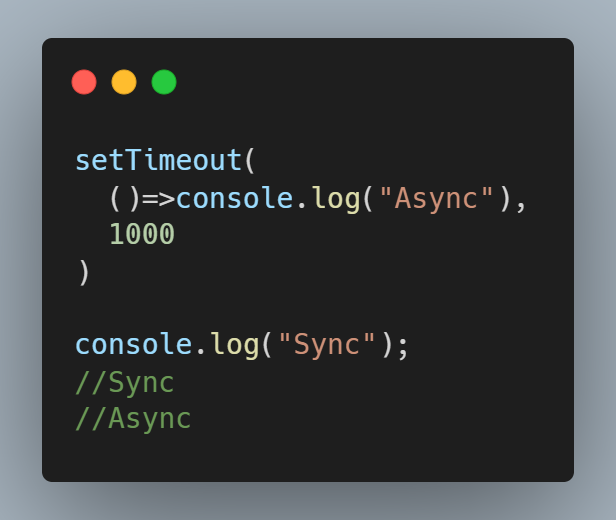 setTimeout(
  ()=>console.log("Async"),
  1000
)

console.log("Sync");
//Sync
//Async